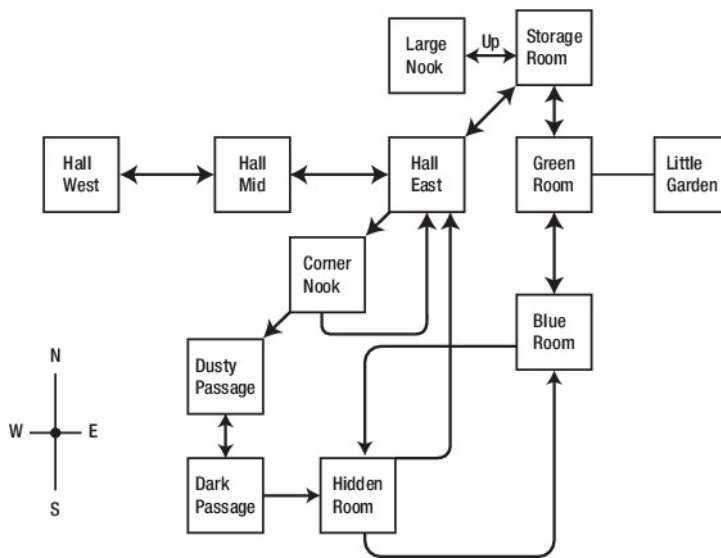 Large
Nook
Up
Storage
Room
Hall
West
Hall
Mid
Hall
East
Green
Room
Little
Garden
Corner
Nook
Blue
Room
Dusty
Passage
N
W
E
S
Dark
Passage
Hidden
Room